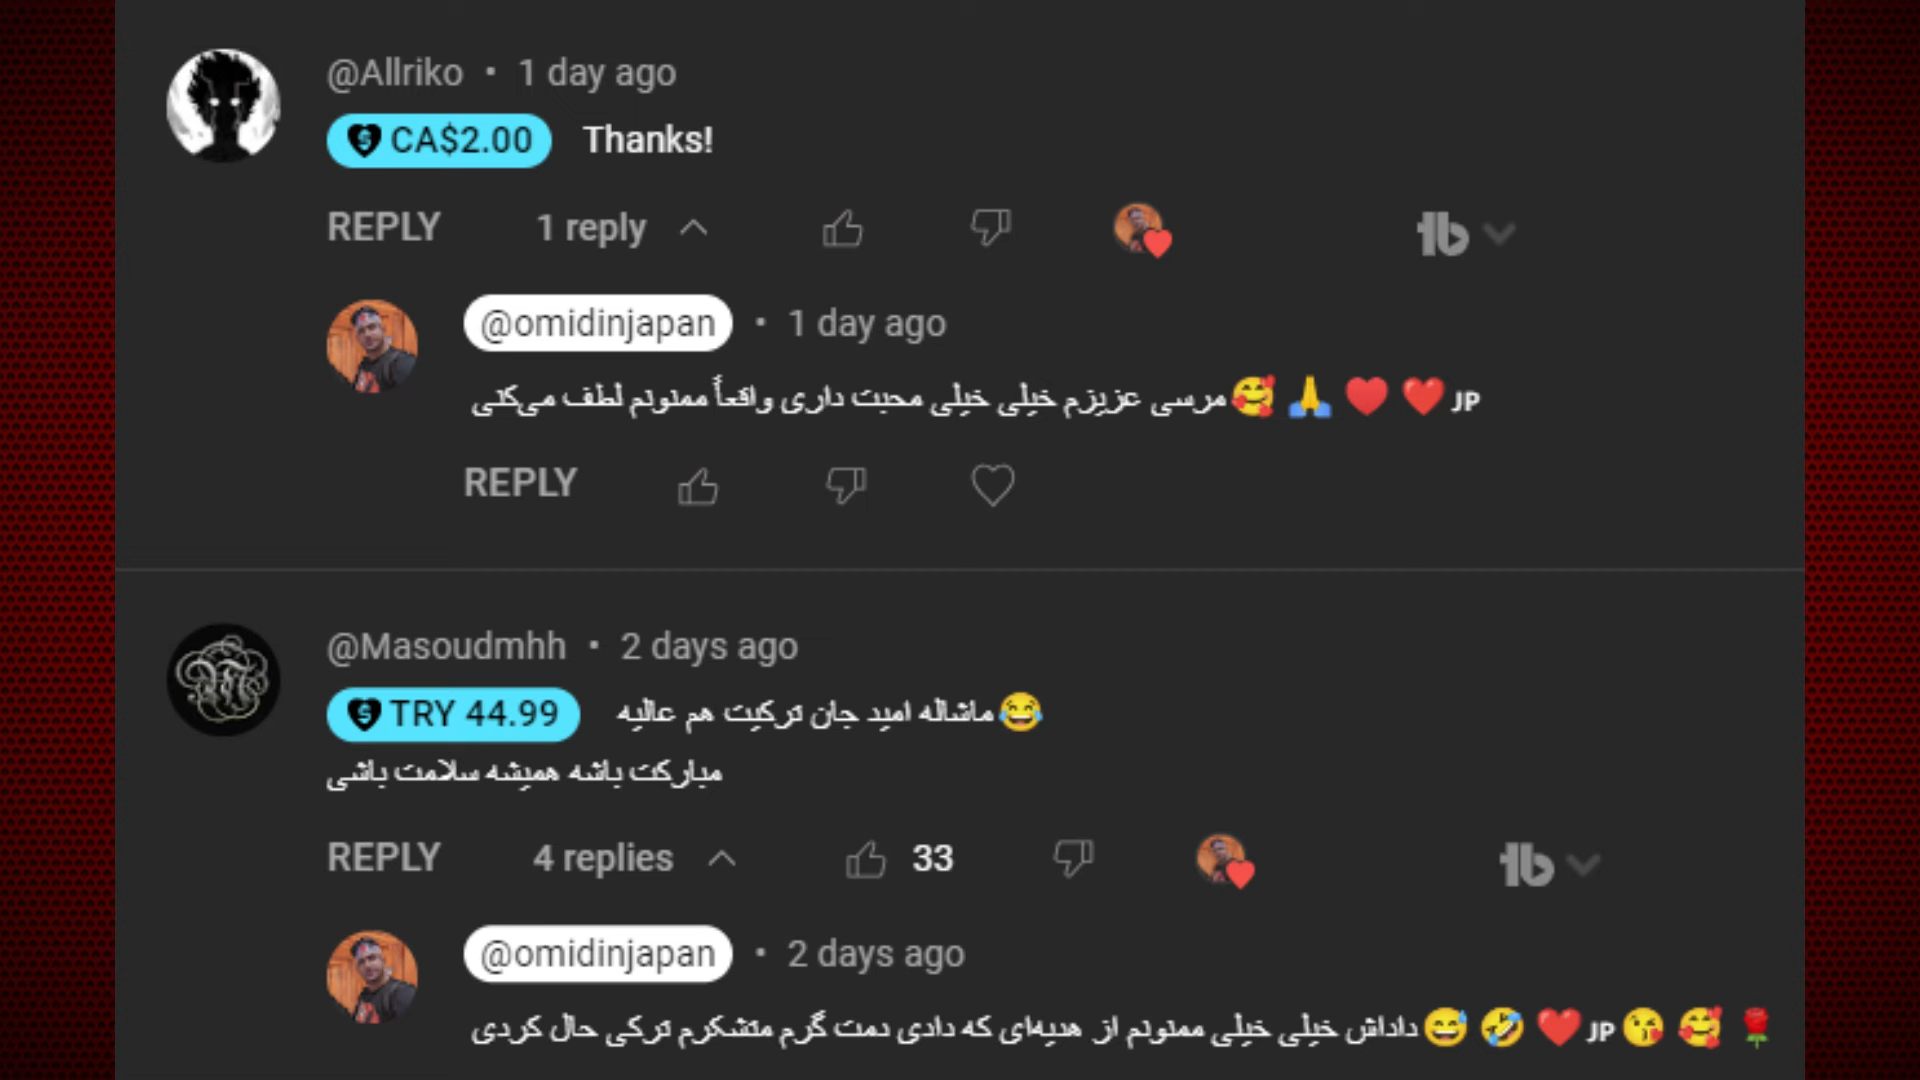 @Allriko • 1 day ago
CA$2.00 Thanks!
REPLY 1 reply
@omidinjapan • 1 day ago
مرسی عزیزم خیلی خیلی محبت داری واقعاً ممنونم لطف می‌کنی🥰 🙏 ♥️ ❤️ JP
REPLY
@Masoudmhh • 2 days ago
TRY 44.99 ماشاله امید جان ترکیت هم عالیه😂
مبارکت باشه همیشه سلامت باشی
REPLY 4 replies 33
@omidinjapan • 2 days ago
داداش خیلی خیلی ممنونم از هدیه‌ای که دادی دمت گرم متشکرم ترکی حال کردی😅 🤣 ❤️ JP 😘 🥰 🌹